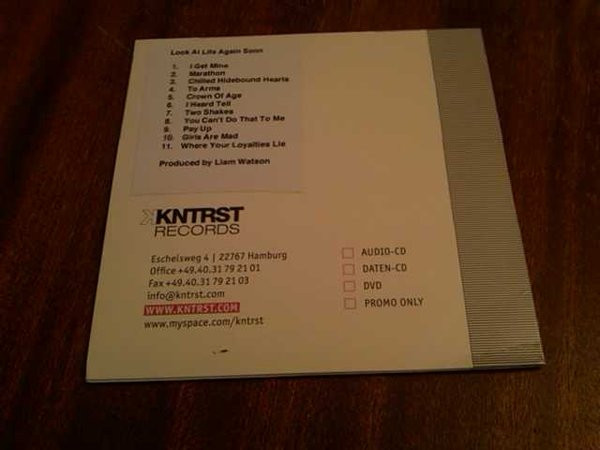 Look At Life Again Soon
1. I Get Mine
2. Marathon
3. Chilled Hidebound Hearts
4. To Arms
5. Crown Of Age
6. I Heard Tell
7. Two Shakes
8. You Can't Do That To Me
9. Pay Up
10. Girls Are Mad
11. Where Your Loyalties Lie
Produced by Liam Watson
KNTRST
RECORDS
Eschelsweg 4 | 22767 Hamburg
Office +49.40.31 79 21 01
Fax +49.40.31 79 21 03
info@kntrst.com
WWW.KNTRST.COM
www.myspace.com/kntrst
AUDIO-CD
DATEN-CD
DVD
PROMO ONLY